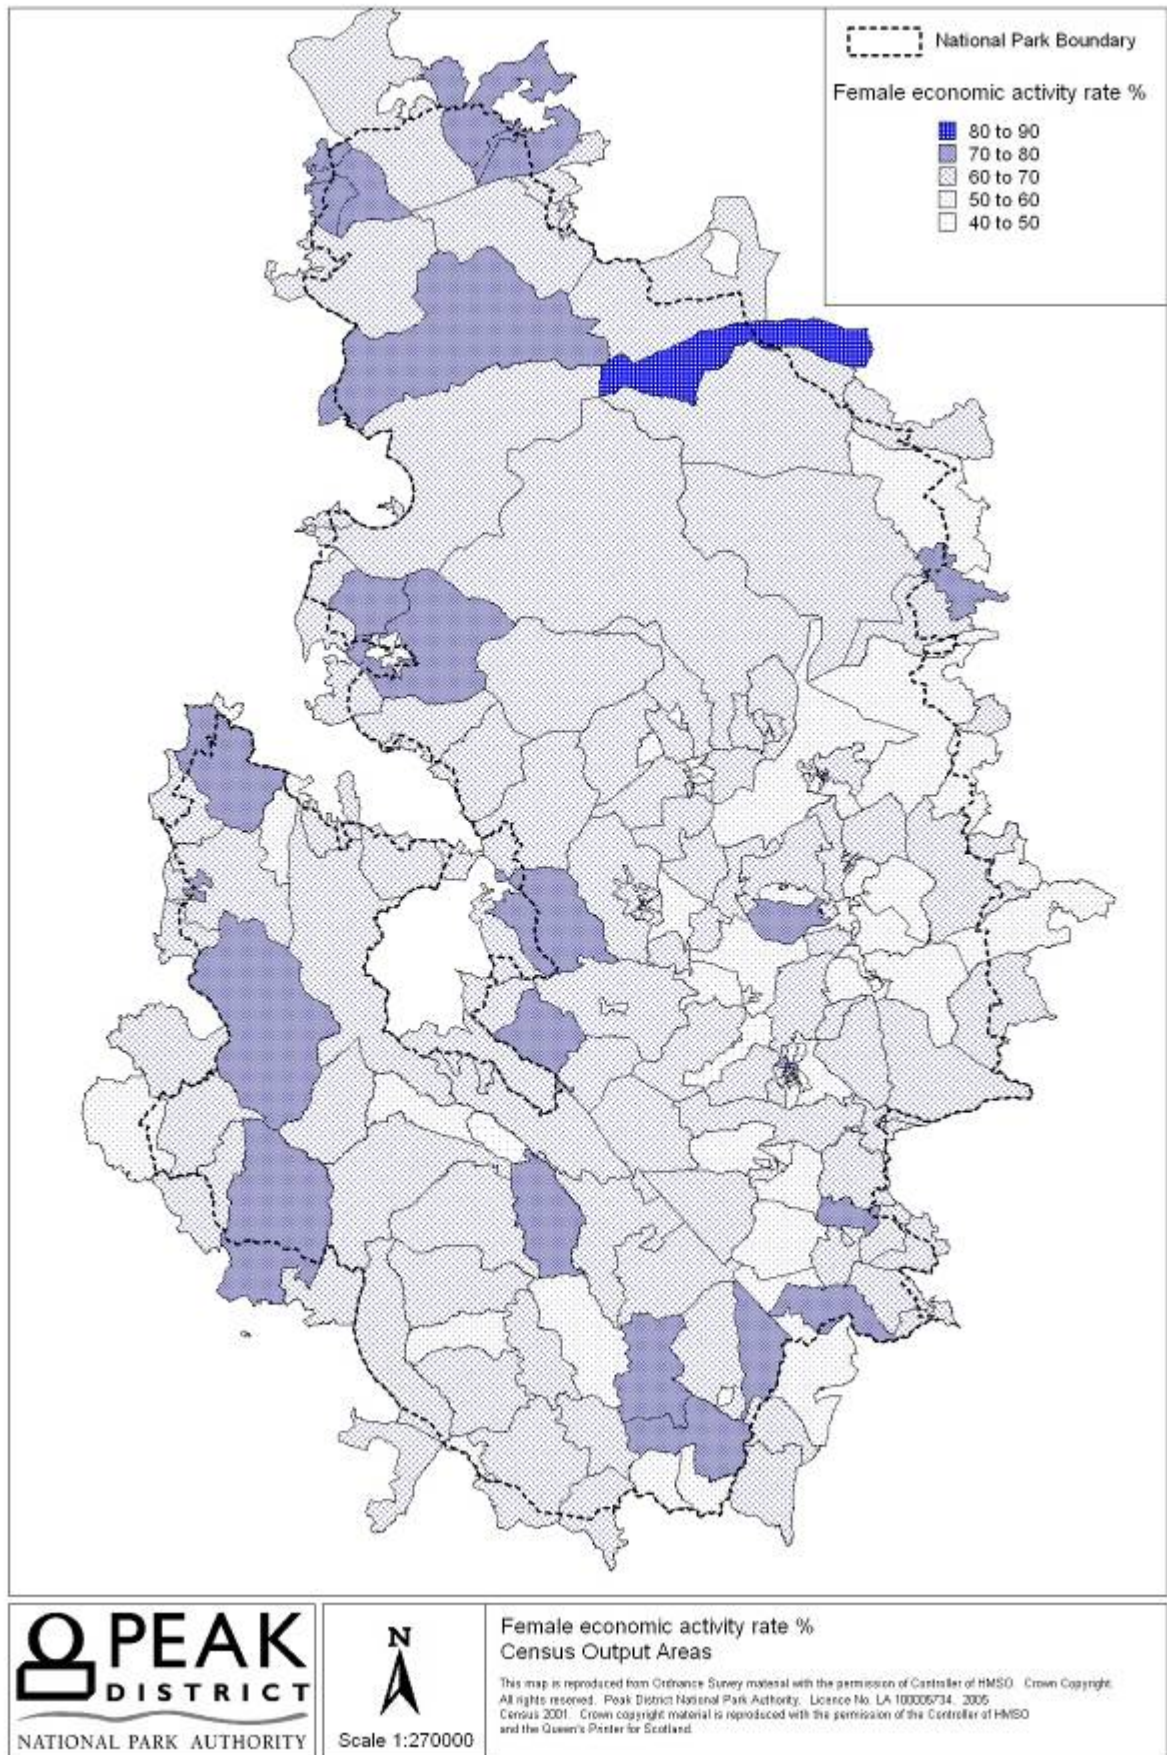 National Park Boundary
Female economic activity rate %
80 to 90
70 to 80
60 to 70
50 to 60
40 to 50
PEAK
DISTRICT
NATIONAL PARK AUTHORITY
N
Scale 1:270000
Female economic activity rate %
Census Output Areas
This map is reproduced from Ordnance Survey material with the permission of Controller of HMSO. Crown Copyright.
All rights reserved. Peak District National Park Authority. Licence No. LA 100005734. 2005
Census 2001. Crown copyright material is reproduced with the permission of the Controller of HMSO
and the Queen's Printer for Scotland.